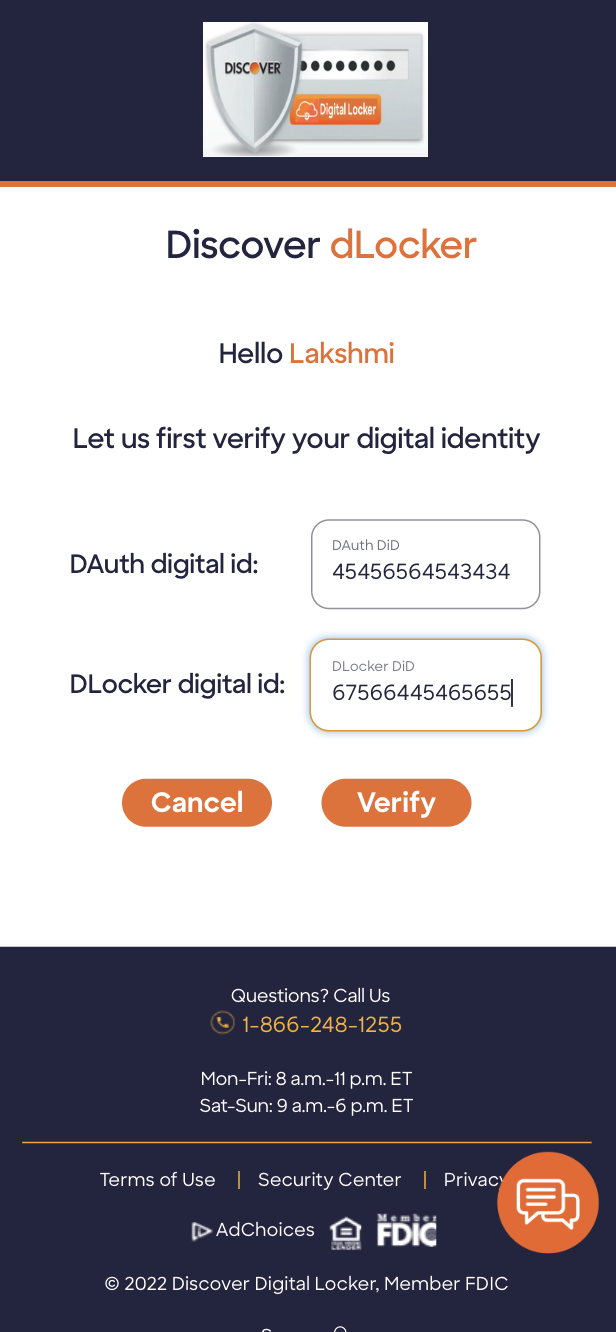 DISCOVER
Digital Locker
Discover dLocker
Hello Lakshmi
Let us first verify your digital identity
DAuth digital id:
DAuth DiD
45456564543434
DLocker digital id:
DLocker DiD
67566445465655
Cancel
Verify
Questions? Call Us
1-866-248-1255
Mon-Fri: 8 a.m.-11 p.m. ET
Sat-Sun: 9 a.m.-6 p.m. ET
Terms of Use | Security Center | Privacy
AdChoices
LENDER
Member
FDIC
© 2022 Discover Digital Locker, Member FDIC